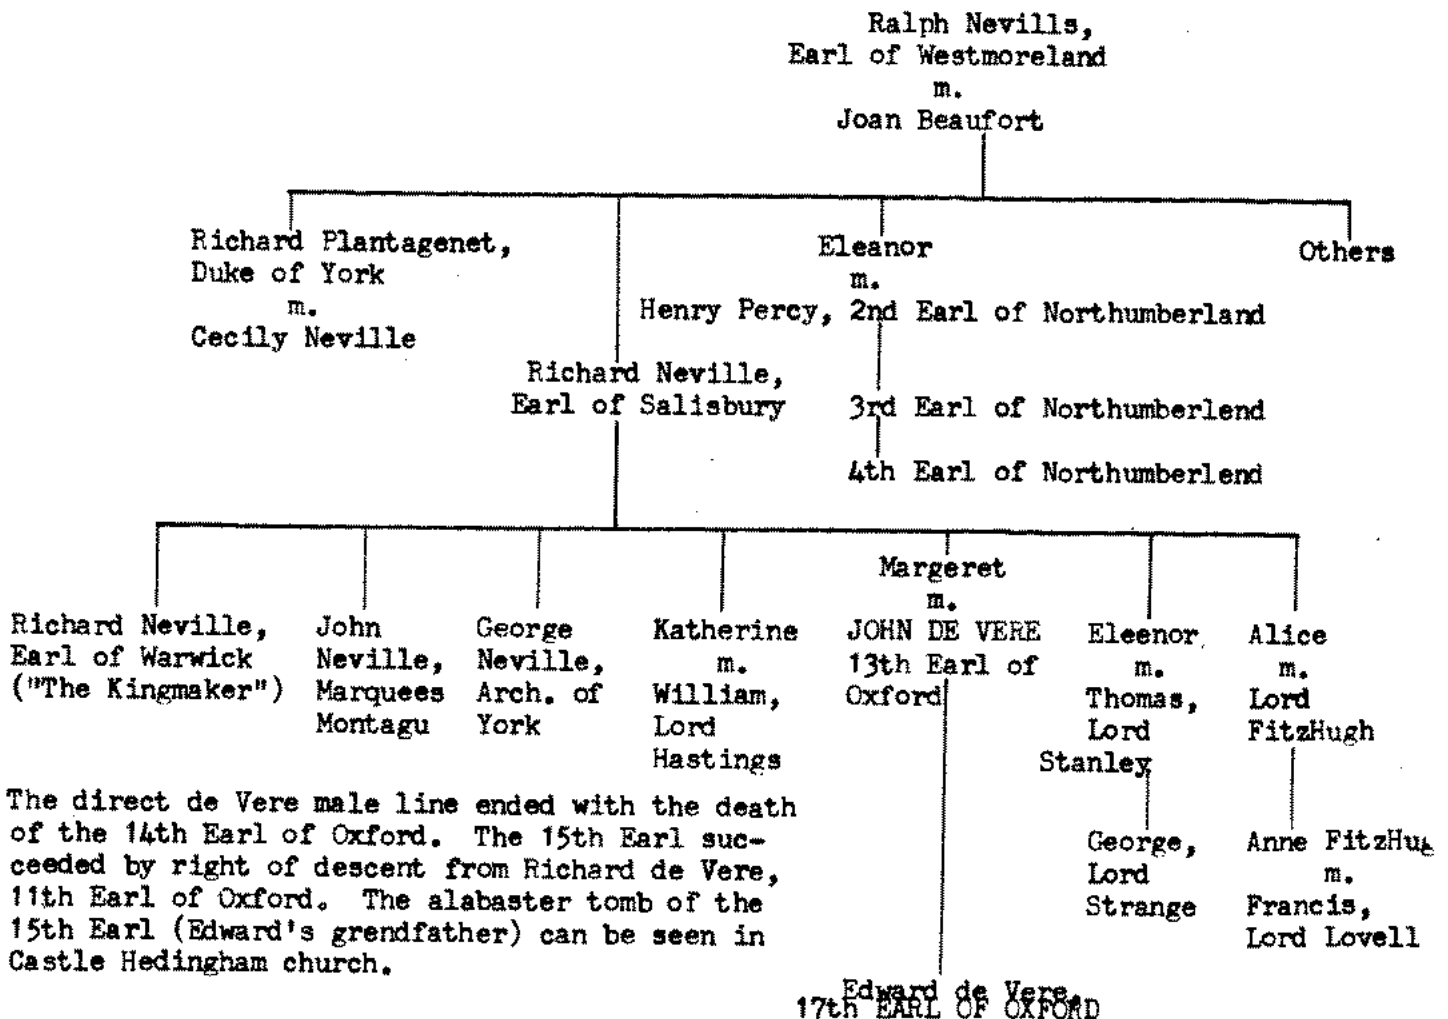 Ralph Nevills,
Earl of Westmoreland
m.
Joan Beaufort
Richard Plantagenet,
Duke of York
m.
Cecily Neville
Richard Neville,
Earl of Salisbury
Eleanor
m.
Henry Percy, 2nd Earl of Northumberland
3rd Earl of Northumberlend
4th Earl of Northumberlend
Others
Richard Neville,
Earl of Warwick
("The Kingmaker")
John
Neville,
Marquees
Montagu
George
Neville,
Arch. of
York
Katherine
m.
William,
Lord
Hastings
Margeret
m.
JOHN DE VERE
13th Earl of
Oxford
Eleenor
m.
Thomas,
Lord
Stanley
George,
Lord
Strange
Alice
m.
Lord
FitzHugh
Anne FitzHug
m.
Francis,
Lord Lovell
The direct de Vere male line ended with the death
of the 14th Earl of Oxford. The 15th Earl suc-
ceeded by right of descent from Richard de Vere,
11th Earl of Oxford. The alabaster tomb of the
15th Earl (Edward's grendfather) can be seen in
Castle Hedingham church.
Edward de Vere,
17th EARL OF OXFORD